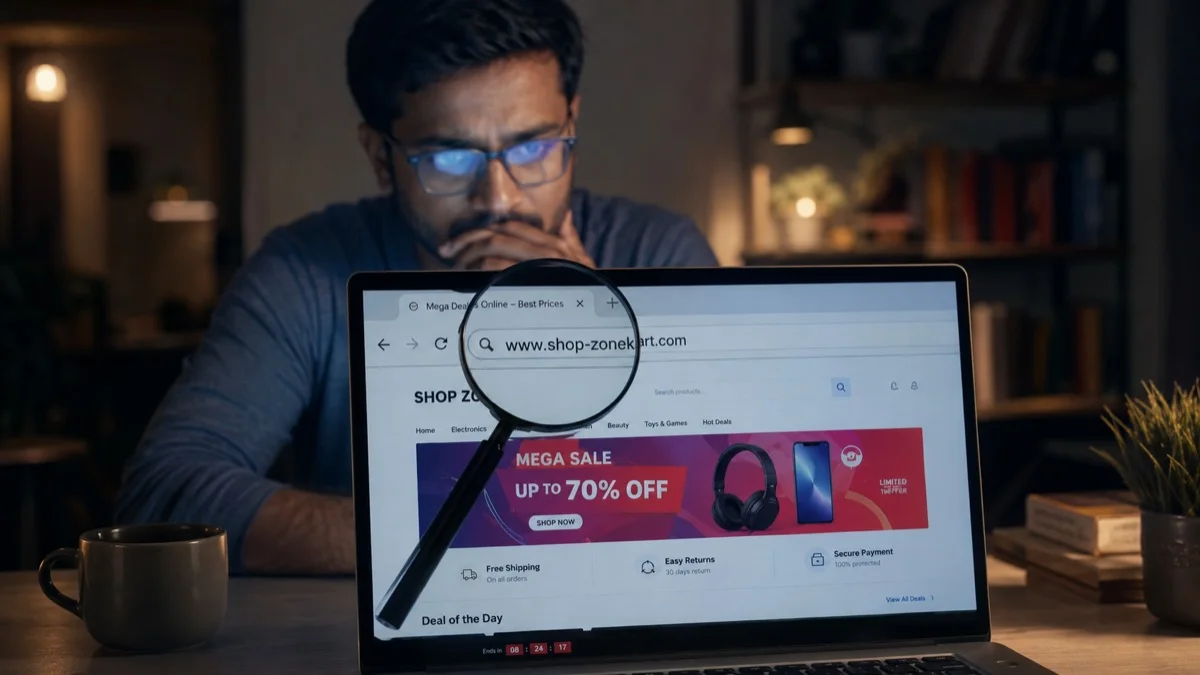 Mega Deals Online – Best Prices
www.shop-zonekart.com
SHOP ZO
Search products...
Home Electronics Beauty Toys & Games Hot Deals
MEGA SALE
UP TO 70% OFF
SHOP NOW
LIMITED
Free Shipping
On all orders
Easy Returns
30 days return
Secure Payment
100% protected
View All Deals
Deal of the Day
Ends in 08 : 24 : 17